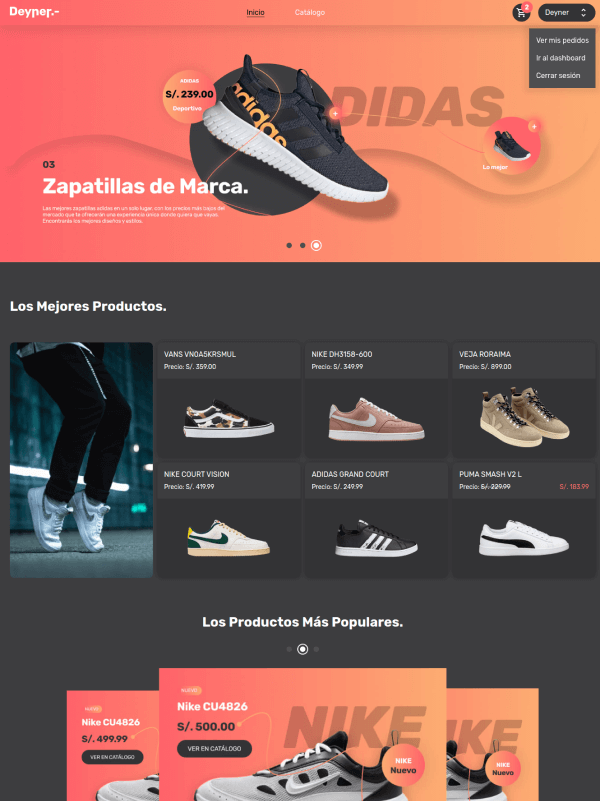 Deyner.-
Inicio
Catálogo
2
Deyner
Ver mis pedidos
Ir al dashboard
Cerrar sesión
ADIDAS
S/. 239.00
Deportivo
adidas
DIDAS
+
+
Lo mejor
03
Zapatillas de Marca.
Las mejores zapatillas adidas en un solo lugar, con los precios más bajos del
mercado que te ofrecerán una experiencia única donde quiera que vayas.
Encontrarás los mejores diseños y estilos.
Los Mejores Productos.
VANS VN0A5KRSMUL
Precio: S/. 359.00
NIKE DH3158-600
Precio: S/. 349.99
VEJA RORAIMA
Precio: S/. 899.00
NIKE COURT VISION
Precio: S/. 419.99
ADIDAS GRAND COURT
Precio: S/. 249.99
PUMA SMASH V2 L
Precio: S/. 229.99
S/. 183.99
Los Productos Más Populares.
NUEVO
Nike CU4826
S/. 499.99
VER EN CATÁLOGO
NUEVO
Nike CU4826
S/. 500.00
VER EN CATÁLOGO
NIKE
NIKE
Nuevo
IKE
NIKE
Nuevo